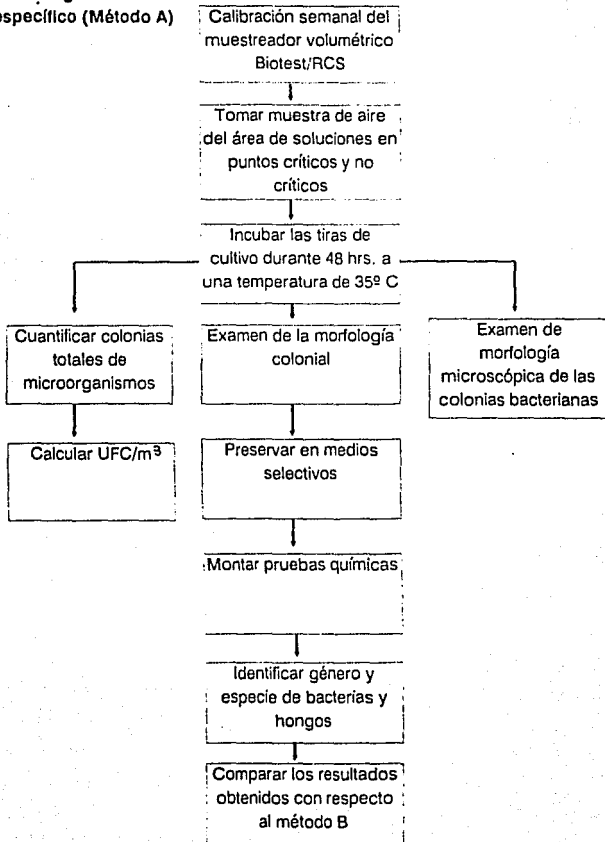 específico (Método A)
Calibración semanal del
muestreador volumétrico
Biotest/RCS
Tomar muestra de aire
del área de soluciones en
puntos críticos y no
críticos
Incubar las tiras de
cultivo durante 48 hrs. a
una temperatura de 35º C
Cuantificar colonias
totales de
microorganismos
Examen de la morfología
colonial
Examen de
morfología
microscópica de las
colonias bacterianas
Calcular UFC/m³
Preservar en medios
selectivos
Montar pruebas químicas
Identificar género y
especie de bacterias y
hongos
Comparar los resultados
obtenidos con respecto
al método B